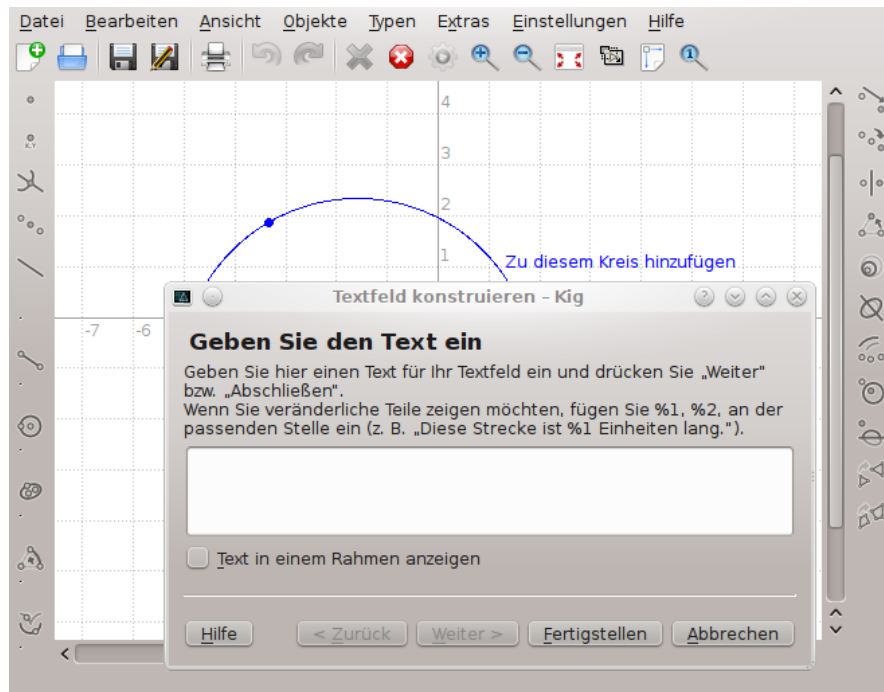 Datei Bearbeiten Ansicht Objekte Typen Extras Einstellungen Hilfe
4
3
2
1
Zu diesem Kreis hinzufügen
-7 -6
Textfeld konstruieren – Kig
Geben Sie den Text ein
Geben Sie hier einen Text für Ihr Textfeld ein und drücken Sie „Weiter"
bzw. „Abschließen".
Wenn Sie veränderliche Teile zeigen möchten, fügen Sie %1, %2, an der
passenden Stelle ein (z. B. „Diese Strecke ist %1 Einheiten lang.").
Text in einem Rahmen anzeigen
Hilfe < Zurück Weiter > Fertigstellen Abbrechen